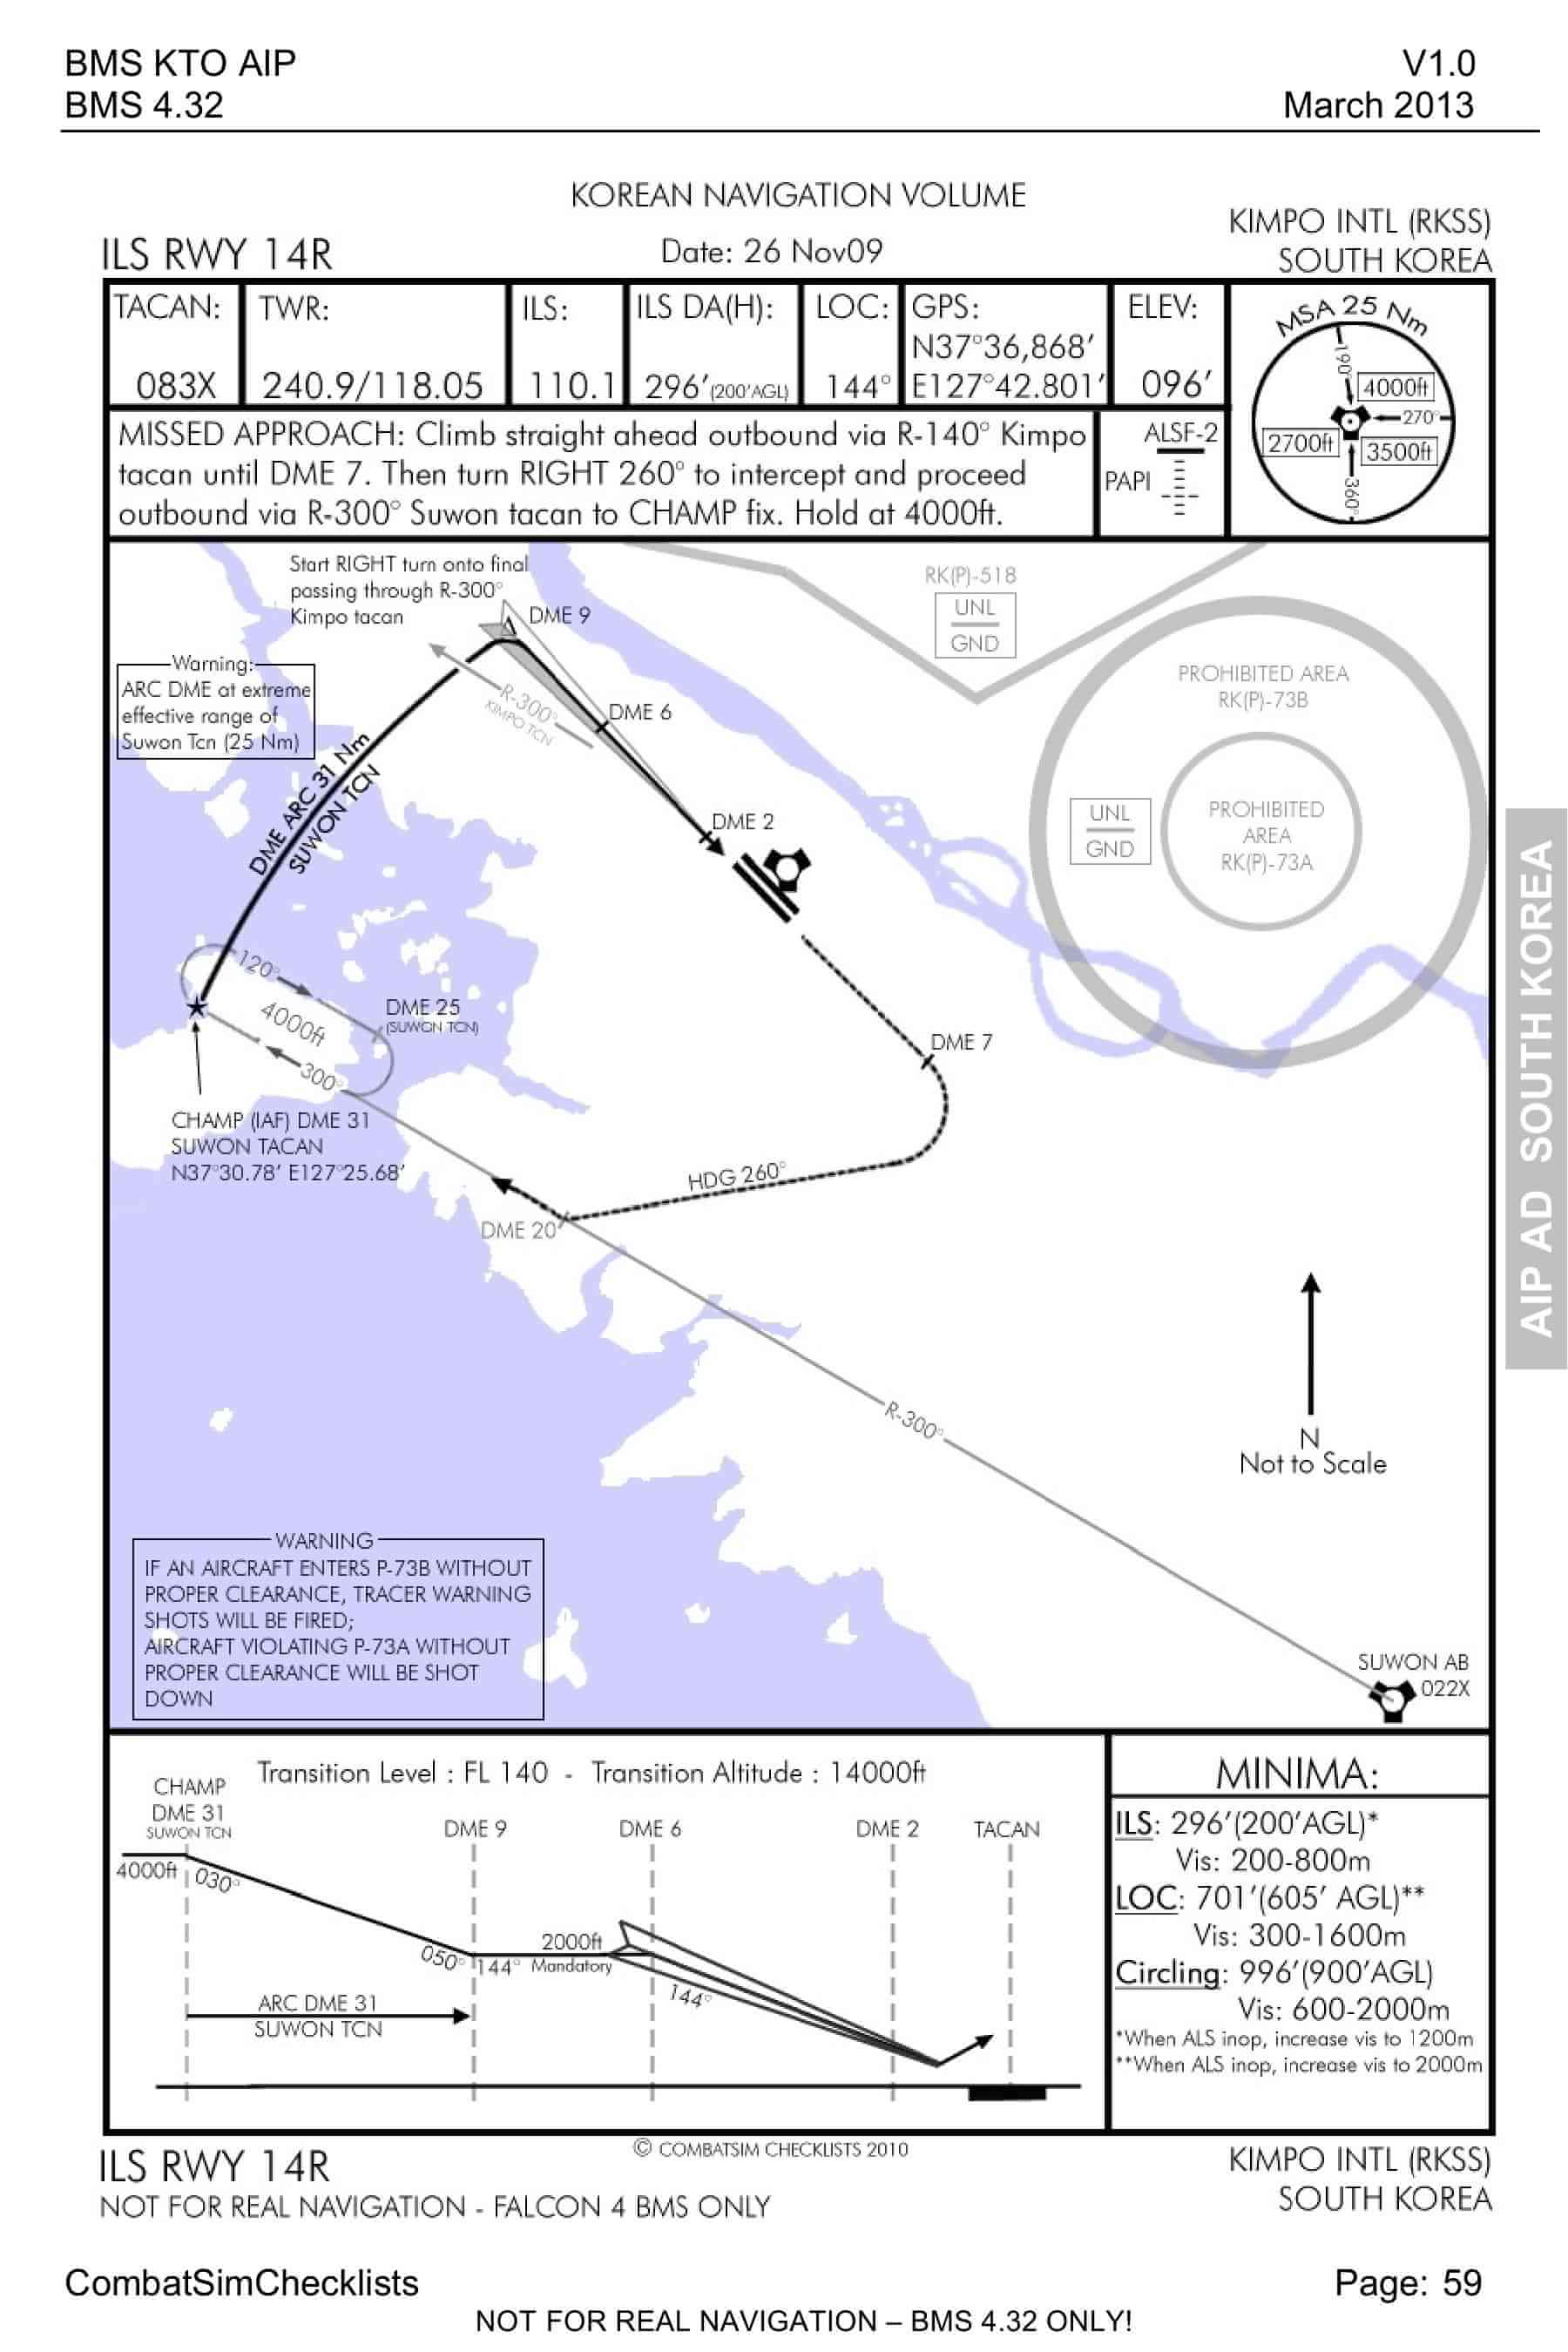 BMS KTO AIP
V1.0
BMS 4.32
March 2013
KOREAN NAVIGATION VOLUME
KIMPO INTL (RKSS)
ILS RWY 14R
Date: 26 Nov09
SOUTH KOREA
TACAN:
083X
TWR:
240.9/118.05
ILS:
110.1
ILS DA(H):
296’(200’AGL)
LOC:
144°
GPS:
N37°36,868’
E127°42.801’
ELEV:
096’
MSA 25 Nm
190°
4000ft
270°
2700ft
3500ft
360°
MISSED APPROACH: Climb straight ahead outbound via R-140° Kimpo
tacan until DME 7. Then turn RIGHT 260° to intercept and proceed
outbound via R-300° Suwon tacan to CHAMP fix. Hold at 4000ft.
ALSF-2
PAPI
Start RIGHT turn onto final
passing through R-300°
Kimpo tacan
DME 9
RK(P)-518
UNL
GND
Warning:
ARC DME at extreme
effective range of
Suwon Tcn (25 Nm)
R-300°
KIMPO TCN
DME 6
PROHIBITED AREA
RK(P)-73B
DME ARC 31 Nm
SUWON TCN
DME 2
UNL
GND
PROHIBITED
AREA
RK(P)-73A
120°
4000ft
300°
DME 25
(SUWON TCN)
DME 7
CHAMP (IAF) DME 31
SUWON TACAN
N37°30.78’ E127°25.68’
HDG 260°
DME 20
R-300°
N
Not to Scale
WARNING
IF AN AIRCRAFT ENTERS P-73B WITHOUT
PROPER CLEARANCE, TRACER WARNING
SHOTS WILL BE FIRED;
AIRCRAFT VIOLATING P-73A WITHOUT
PROPER CLEARANCE WILL BE SHOT
DOWN
SUWON AB
022X
AIP AD SOUTH KOREA
Transition Level : FL 140 - Transition Altitude : 14000ft
CHAMP
DME 31
SUWON TCN
DME 9
DME 6
DME 2
TACAN
4000ft
030°
050°
144°
2000ft
Mandatory
144°
ARC DME 31
SUWON TCN
MINIMA:
ILS: 296’(200’AGL)*
Vis: 200-800m
LOC: 701’(605’ AGL)**
Vis: 300-1600m
Circling: 996’(900’AGL)
Vis: 600-2000m
*When ALS inop, increase vis to 1200m
**When ALS inop, increase vis to 2000m
© COMBATSIM CHECKLISTS 2010
ILS RWY 14R
KIMPO INTL (RKSS)
NOT FOR REAL NAVIGATION - FALCON 4 BMS ONLY
SOUTH KOREA
CombatSimChecklists
Page: 59
NOT FOR REAL NAVIGATION – BMS 4.32 ONLY!